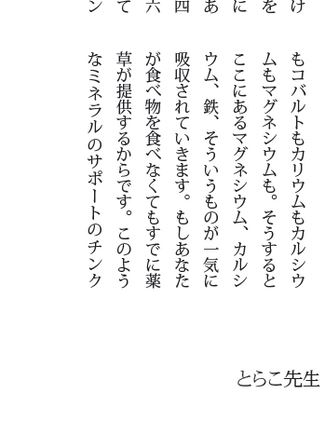 け
を
に
あ
四
六
て
ン
もコバルトもカリウムもカルシウ
ムもマグネシウムも。そうすると
ここにあるマグネシウム、カルシ
ウム、鉄、そういうものが一気に
吸収されていきます。もしあなた
が食べ物を食べなくてもすでに薬
草が提供するからです。このよう
なミネラルのサポートのチンク
とらこ先生